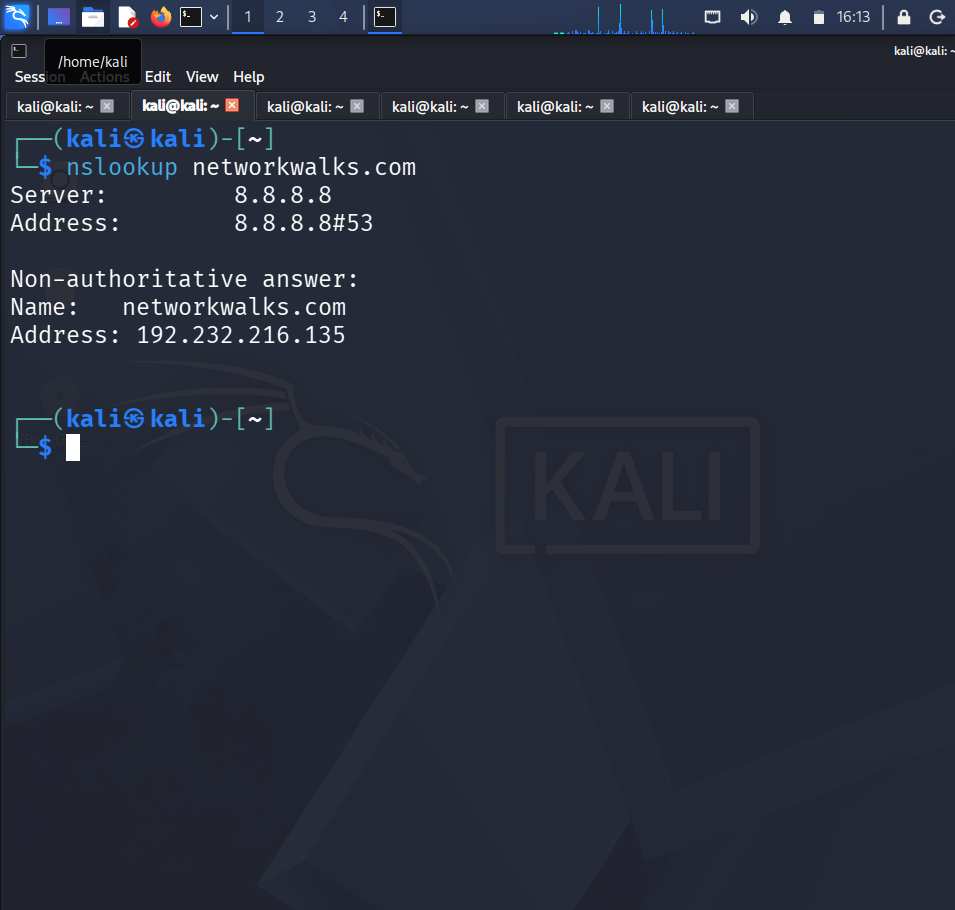 1 2 3 4 16:13
kali@kali: ~
/home/kali
Session Actions Edit View Help
kali@kali: ~ kali@kali: ~ kali@kali: ~ kali@kali: ~ kali@kali: ~ kali@kali: ~
┌──(kali㉿kali)-[~]
└─$ nslookup networkwalks.com
Server:         8.8.8.8
Address:        8.8.8.8#53
Non-authoritative answer:
Name:   networkwalks.com
Address: 192.232.216.135
┌──(kali㉿kali)-[~]
└─$
KALI